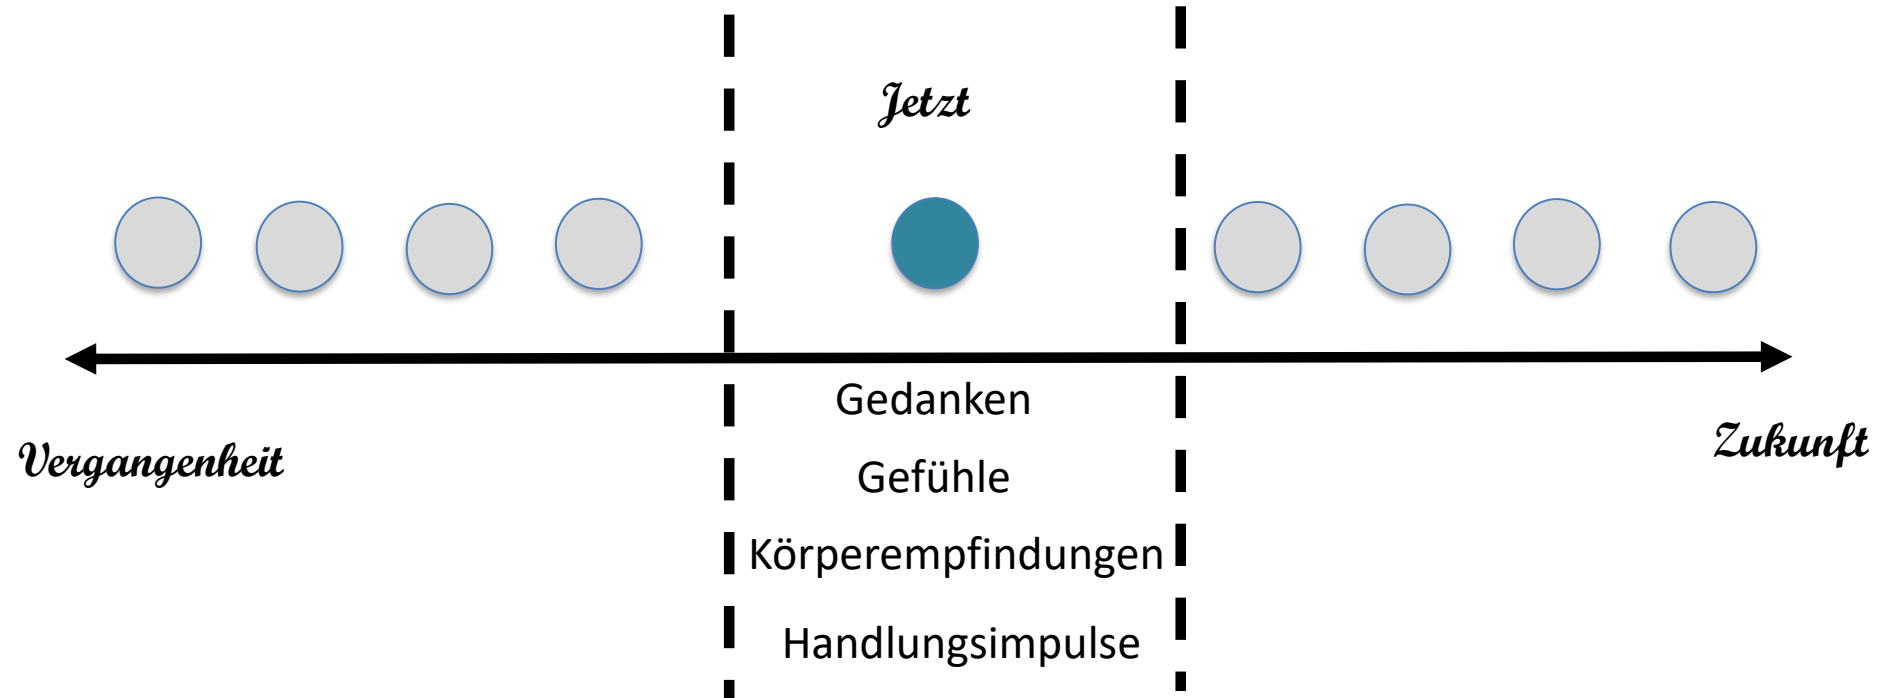 Jetzt
Gedanken
Vergangenheit
Zukunft
Gefühle
Körperempfindungen
Handlungsimpulse